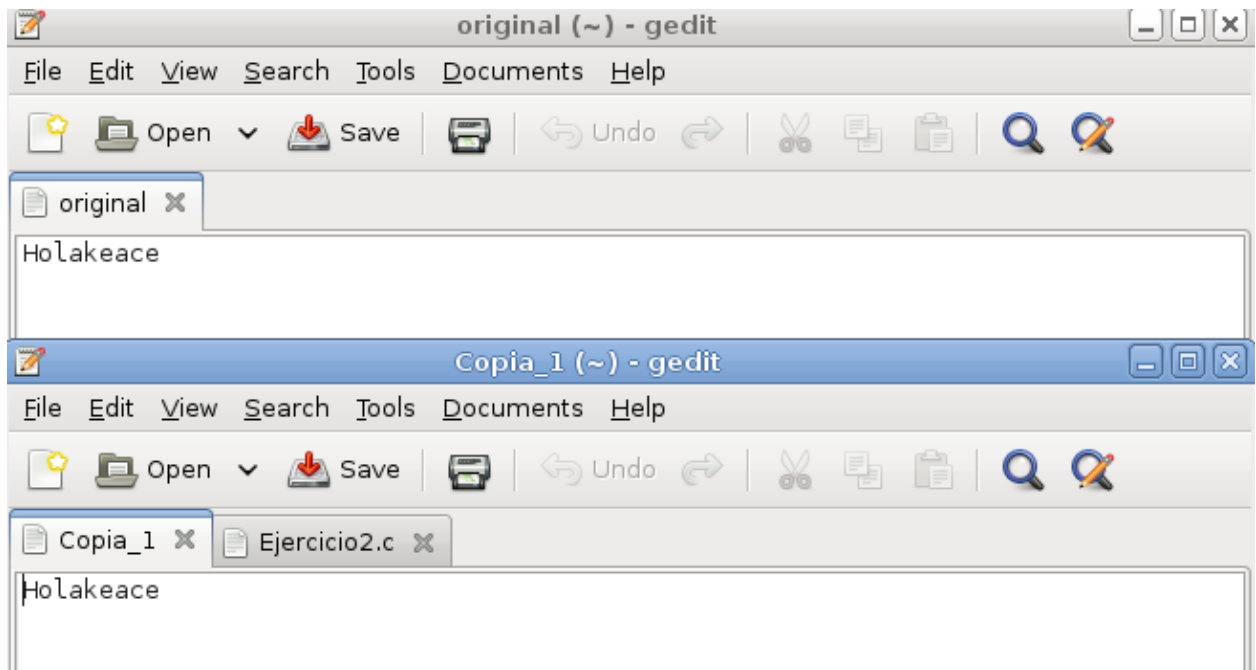 original (~) - gedit
File Edit View Search Tools Documents Help
Open Save Undo
original
Holakeace
Copia_1 (~) - gedit
File Edit View Search Tools Documents Help
Open Save Undo
Copia_1 Ejercicio2.c
Holakeace